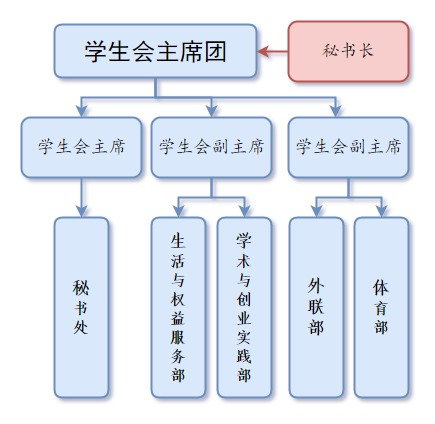 学生会主席团
秘书长
学生会主席
学生会副主席
学生会副主席
秘书处
生活与权益服务部
学术与创业实践部
外联部
体育部